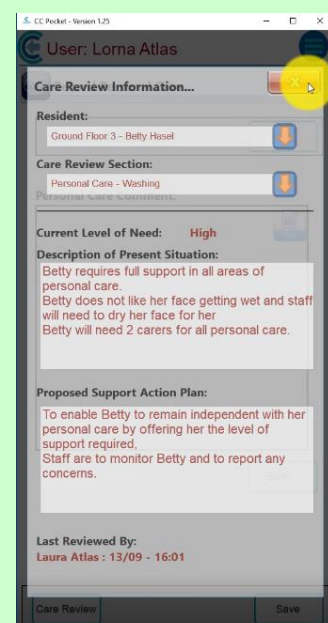 CC Pocket - Version 1.25
User: Lorna Atlas
Care Review Information...
Resident:
Ground Floor 3 - Betty Hasel
Care Review Section:
Personal Care - Washing
Personal Care Comment:
Current Level of Need: High
Description of Present Situation:
Betty requires full support in all areas of
personal care.
Betty does not like her face getting wet and staff
will need to dry her face for her
Betty will need 2 carers for all personal care.
Proposed Support Action Plan:
To enable Betty to remain independent with her
personal care by offering her the level of
support required,
Staff are to monitor Betty and to report any
concerns.
Last Reviewed By:
Laura Atlas : 13/09 - 16:01
Care Review Save